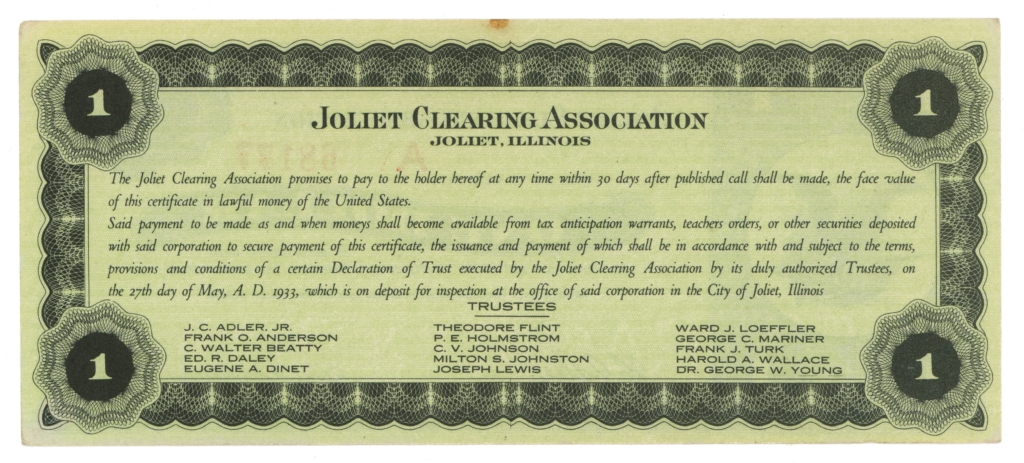 1 1
JOLIET CLEARING ASSOCIATION
JOLIET, ILLINOIS
The Joliet Clearing Association promises to pay to the holder hereof at any time within 30 days after published call shall be made, the face value
of this certificate in lawful money of the United States.
Said payment to be made as and when moneys shall become available from tax anticipation warrants, teachers orders, or other securities deposited
with said corporation to secure payment of this certificate, the issuance and payment of which shall be in accordance with and subject to the terms,
provisions and conditions of a certain Declaration of Trust executed by the Joliet Clearing Association by its duly authorized Trustees, on
the 27th day of May, A. D. 1933, which is on deposit for inspection at the office of said corporation in the City of Joliet, Illinois
TRUSTEES
J. C. ADLER, JR. THEODORE FLINT WARD J. LOEFFLER
FRANK O. ANDERSON P. E. HOLMSTROM GEORGE C. MARINER
C. WALTER BEATTY C. V. JOHNSON FRANK J. TURK
ED. R. DALEY MILTON S. JOHNSTON HAROLD A. WALLACE
EUGENE A. DINET JOSEPH LEWIS DR. GEORGE W. YOUNG
1 1